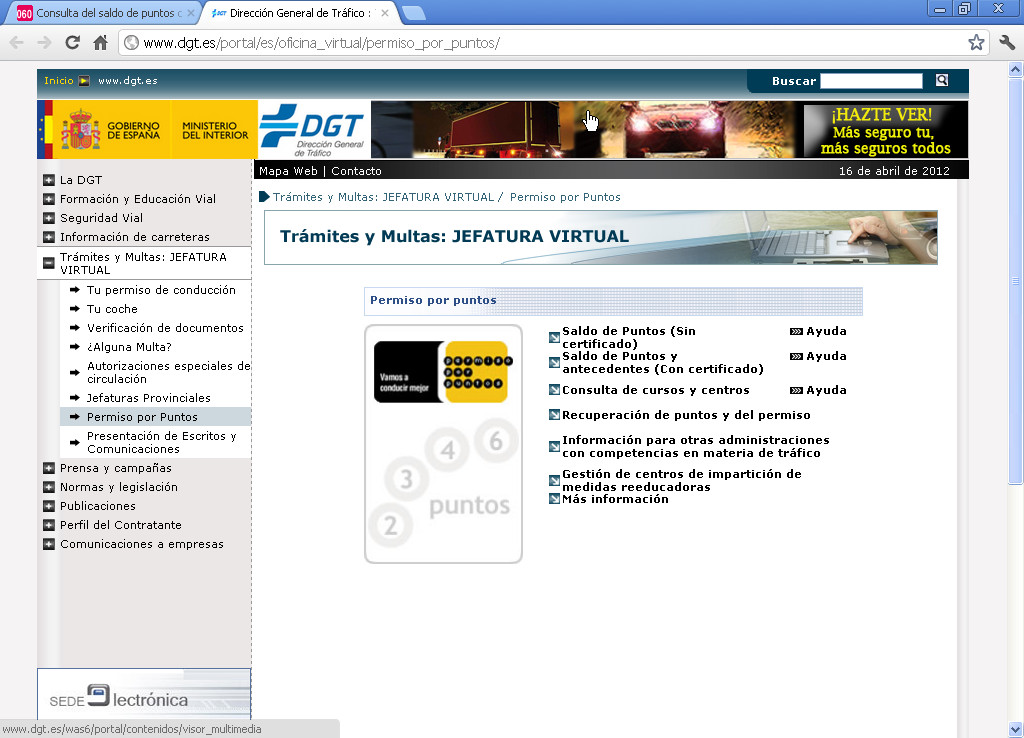 060 Consulta del saldo de puntos c
DGT Dirección General de Tráfico :
www.dgt.es/portal/es/oficina_virtual/permiso_por_puntos/
Inicio www.dgt.es
Buscar
GOBIERNO
DE ESPAÑA
MINISTERIO
DEL INTERIOR
DGT
Dirección General
de Tráfico
¡HAZTE VER!
Más seguro tu,
más seguros todos
Mapa Web | Contacto
16 de abril de 2012
La DGT
Formación y Educación Vial
Seguridad Vial
Información de carreteras
Trámites y Multas: JEFATURA
VIRTUAL
Tu permiso de conducción
Tu coche
Verificación de documentos
¿Alguna Multa?
Autorizaciones especiales de
circulación
Jefaturas Provinciales
Permiso por Puntos
Presentación de Escritos y
Comunicaciones
Prensa y campañas
Normas y legislación
Publicaciones
Perfil del Contratante
Comunicaciones a empresas
SEDE electrónica
Trámites y Multas: JEFATURA VIRTUAL / Permiso por Puntos
Trámites y Multas: JEFATURA VIRTUAL
Permiso por puntos
Vamos a
conducir mejor
permiso
por
puntos
6
4
3
puntos
2
Saldo de Puntos (Sin
certificado)
Ayuda
Saldo de Puntos y
antecedentes (Con certificado)
Ayuda
Consulta de cursos y centros
Ayuda
Recuperación de puntos y del permiso
Información para otras administraciones
con competencias en materia de tráfico
Gestión de centros de impartición de
medidas reeducadoras
Más información
www.dgt.es/was6/portal/contenidos/visor_multimedia